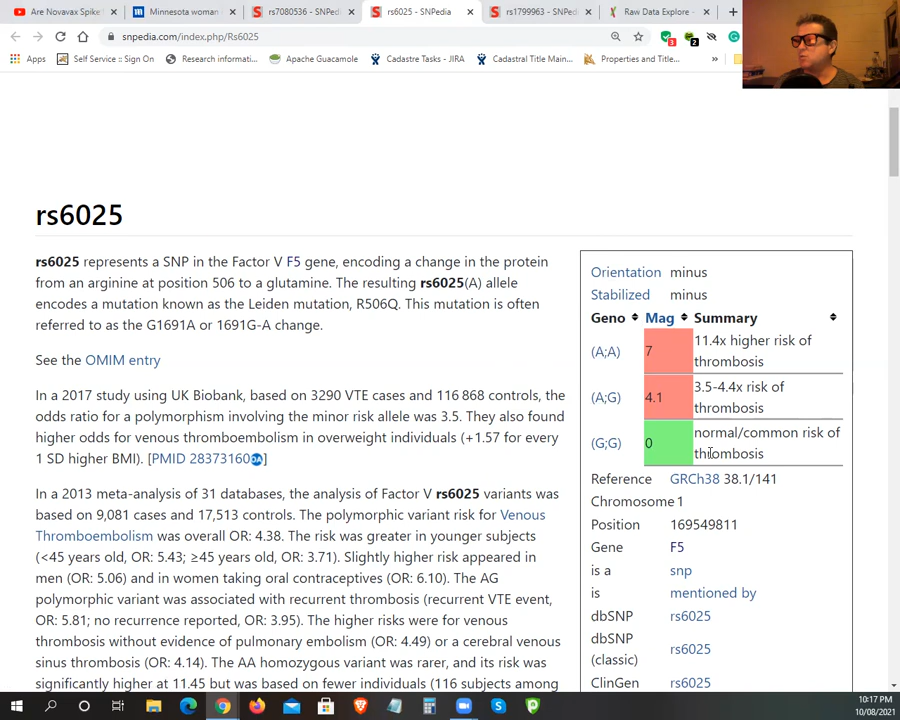 Are Novavax Spike
Minnesota woman
rs7080536 - SNPedi
rs6025 - SNPedia
rs1799963 - SNPed
Raw Data Explore -
snpedia.com/index.php/Rs6025
3
2
Apps
Self Service :: Sign On
Research informati...
Apache Guacamole
Cadastre Tasks - JIRA
Cadastral Title Main...
Properties and Title...
»
rs6025
rs6025 represents a SNP in the Factor V F5 gene, encoding a change in the protein
from an arginine at position 506 to a glutamine. The resulting rs6025(A) allele
encodes a mutation known as the Leiden mutation, R506Q. This mutation is often
referred to as the G1691A or 1691G-A change.
See the OMIM entry
In a 2017 study using UK Biobank, based on 3290 VTE cases and 116 868 controls, the
odds ratio for a polymorphism involving the minor risk allele was 3.5. They also found
higher odds for venous thromboembolism in overweight individuals (+1.57 for every
1 SD higher BMI). [PMID 28373160OA]
In a 2013 meta-analysis of 31 databases, the analysis of Factor V rs6025 variants was
based on 9,081 cases and 17,513 controls. The polymorphic variant risk for Venous
Thromboembolism was overall OR: 4.38. The risk was greater in younger subjects
(<45 years old, OR: 5.43; ≥45 years old, OR: 3.71). Slightly higher risk appeared in
men (OR: 5.06) and in women taking oral contraceptives (OR: 6.10). The AG
polymorphic variant was associated with recurrent thrombosis (recurrent VTE event,
OR: 5.81; no recurrence reported, OR: 3.95). The higher risks were for venous
thrombosis without evidence of pulmonary embolism (OR: 4.49) or a cerebral venous
sinus thrombosis (OR: 4.14). The AA homozygous variant was rarer, and its risk was
significantly higher at 11.45 but was based on fewer individuals (116 subjects among
Orientation minus
Stabilized minus
Geno Mag Summary
(A;A) 7 11.4x higher risk of
thrombosis
(A;G) 4.1 3.5-4.4x risk of
thrombosis
(G;G) 0 normal/common risk of
thrombosis
Reference GRCh38 38.1/141
Chromosome 1
Position 169549811
Gene F5
is a snp
is mentioned by
dbSNP rs6025
dbSNP
(classic) rs6025
ClinGen rs6025
10:17 PM
10/08/2021